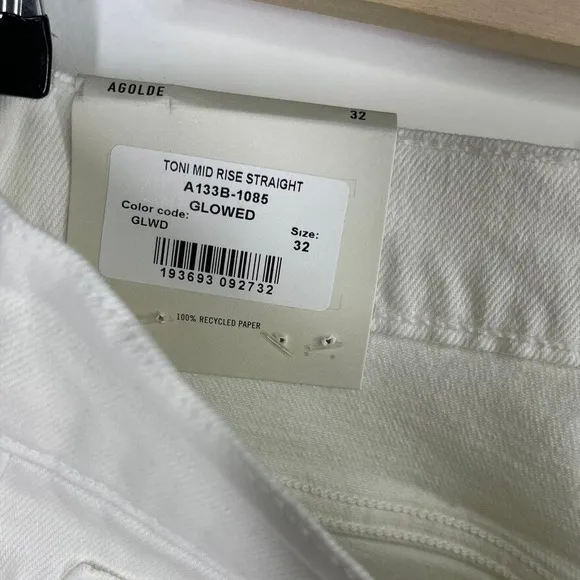 AGOLDE
32
TONI MID RISE STRAIGHT
A133B-1085
Color code: GLOWED Size:
GLWD 32
193693 092732
100% RECYCLED PAPER